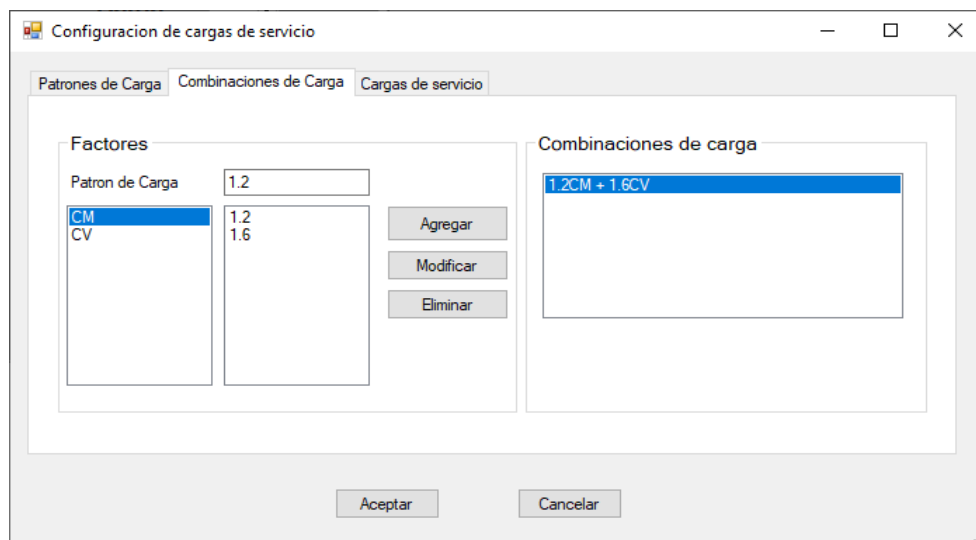 Configuracion de cargas de servicio
Patrones de Carga
Combinaciones de Carga
Cargas de servicio
Factores
Patron de Carga
1.2
CM
CV
1.2
1.6
Agregar
Modificar
Eliminar
Combinaciones de carga
1.2CM + 1.6CV
Aceptar
Cancelar